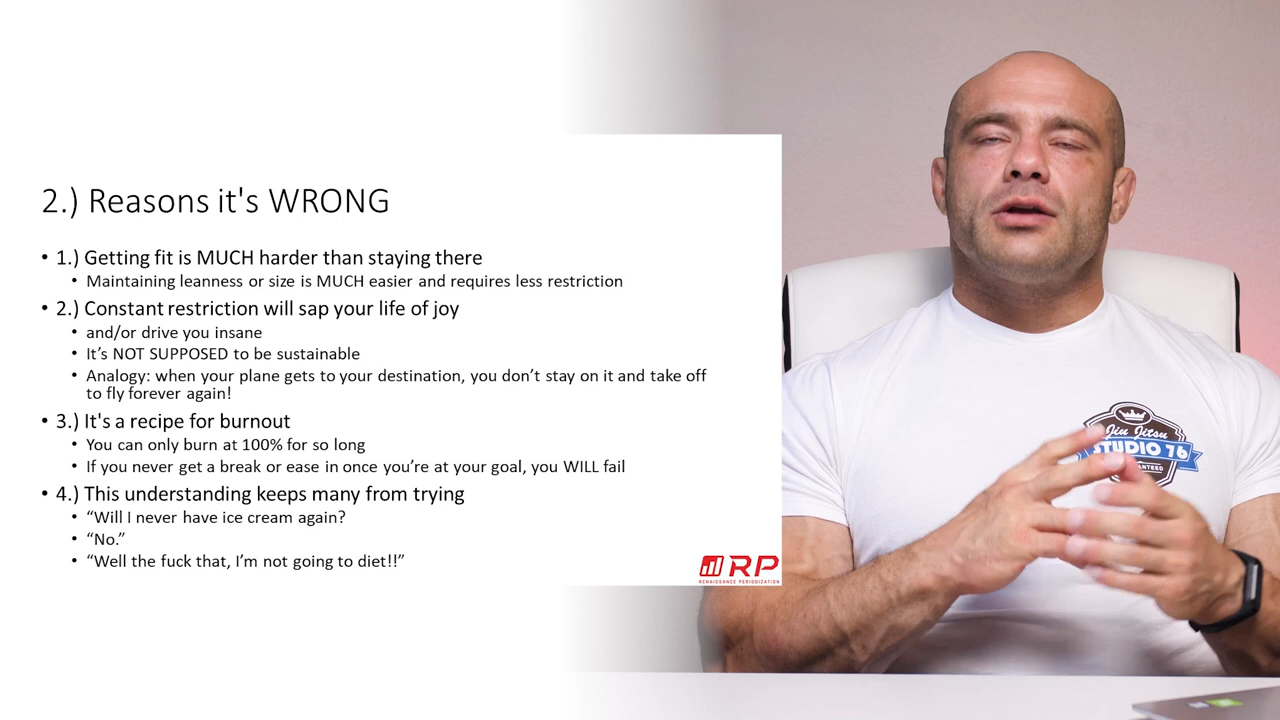 2.) Reasons it's WRONG
• 1.) Getting fit is MUCH harder than staying there
• Maintaining leanness or size is MUCH easier and requires less restriction
• 2.) Constant restriction will sap your life of joy
• and/or drive you insane
• It’s NOT SUPPOSED to be sustainable
• Analogy: when your plane gets to your destination, you don’t stay on it and take off
to fly forever again!
• 3.) It's a recipe for burnout
• You can only burn at 100% for so long
• If you never get a break or ease in once you’re at your goal, you WILL fail
• 4.) This understanding keeps many from trying
• “Will I never have ice cream again?
• “No.”
• “Well the fuck that, I’m not going to diet!!”
RP
RENAISSANCE PERIODIZATION
Jiu Jitsu
STUDIO 76